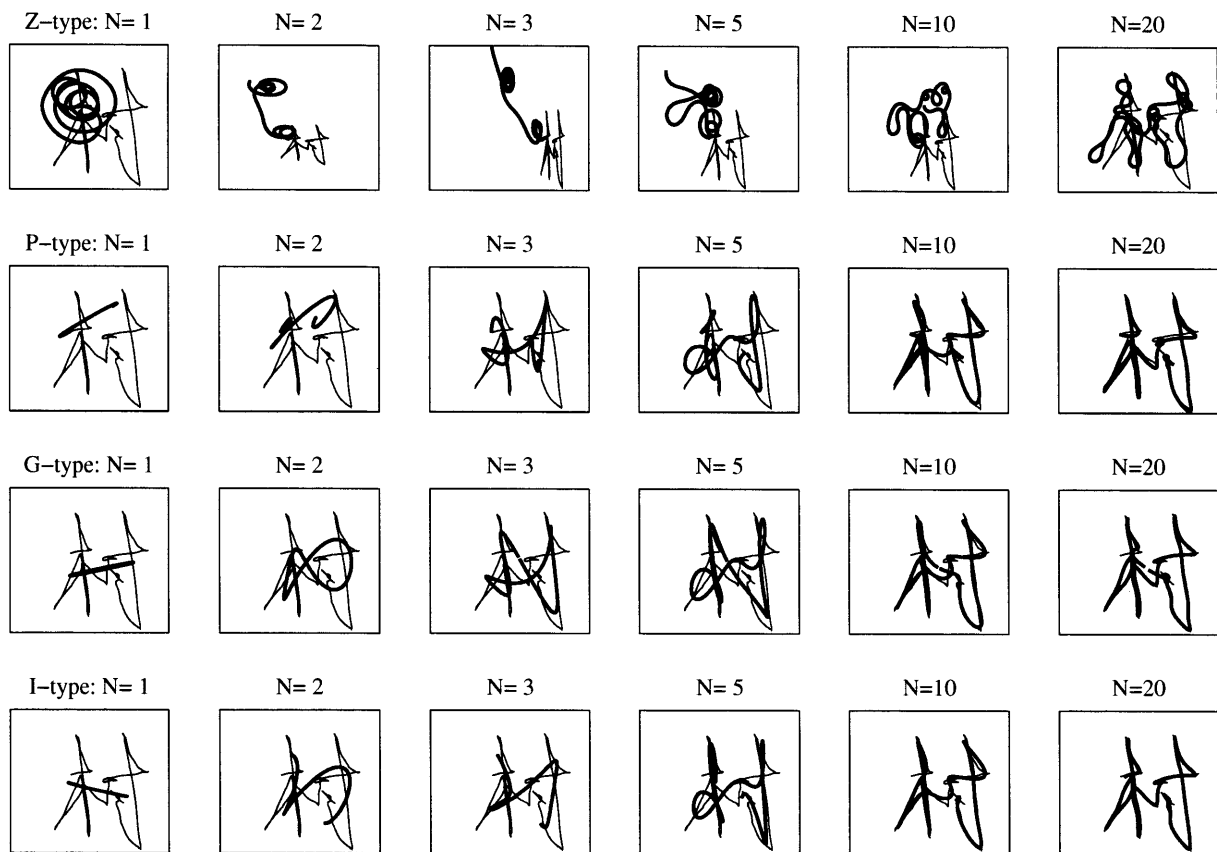 Z-type: N= 1 N= 2 N= 3 N= 5 N=10 N=20
P-type: N= 1 N= 2 N= 3 N= 5 N=10 N=20
G-type: N= 1 N= 2 N= 3 N= 5 N=10 N=20
I-type: N= 1 N= 2 N= 3 N= 5 N=10 N=20